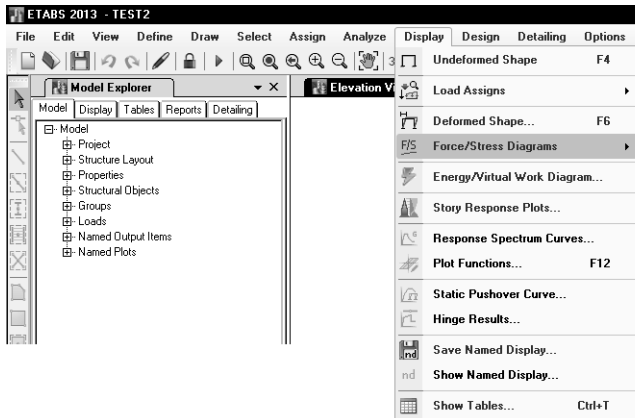 ETABS 2013 - TEST2
File Edit View Define Draw Select Assign Analyze Display Design Detailing Options
Model Explorer
Elevation Vi
Model Display Tables Reports Detailing
Model
Project
Structure Layout
Properties
Structural Objects
Groups
Loads
Named Output Items
Named Plots
Undeformed Shape F4
Load Assigns
Deformed Shape... F6
F/S Force/Stress Diagrams
Energy/Virtual Work Diagram...
Story Response Plots...
Response Spectrum Curves...
Plot Functions... F12
Static Pushover Curve...
Hinge Results...
nd Save Named Display...
nd Show Named Display...
Show Tables... Ctrl+T